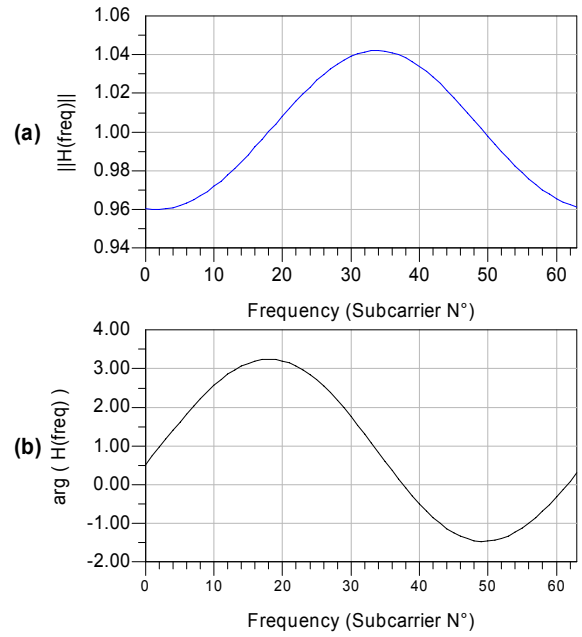 1.06
1.04
1.02
1.00
0.98
0.96
0.94
(a)
||H(freq)||
0 10 20 30 40 50 60
Frequency (Subcarrier N°)
4.00
3.00
2.00
1.00
0.00
-1.00
-2.00
(b)
arg ( H(freq) )
0 10 20 30 40 50 60
Frequency (Subcarrier N°)